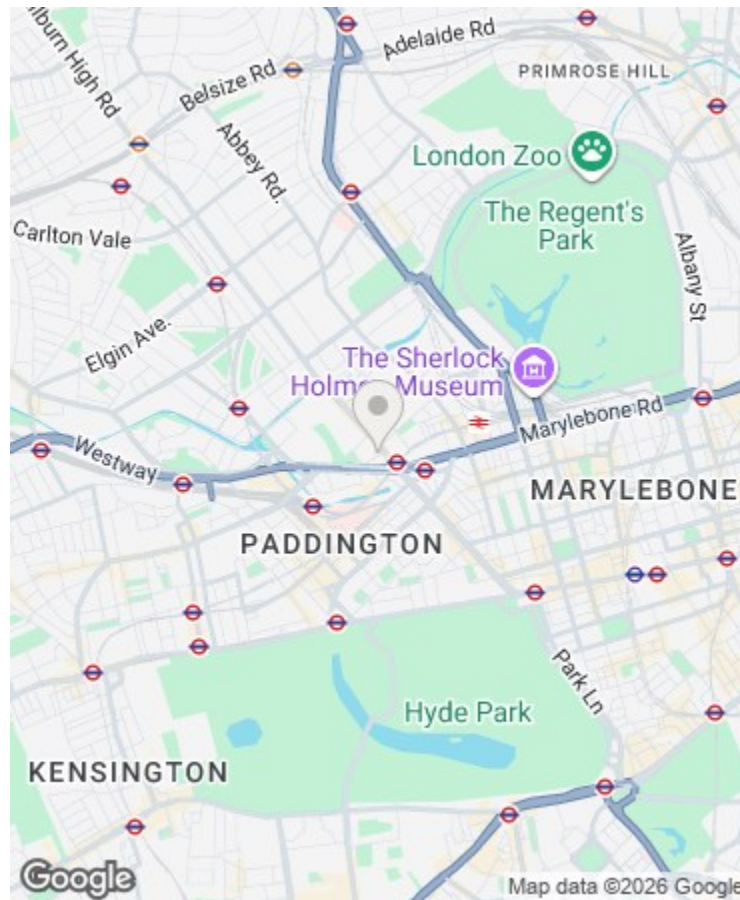 ilburn High Rd
Adelaide Rd
Belsize Rd
PRIMROSE HILL
Abbey Rd.
London Zoo
The Regent's
Park
Carlton Vale
Albany St
Elgin Ave.
The Sherlock
Holmes Museum
Marylebone Rd
Westway
MARYLEBONE
PADDINGTON
Park Ln
Hyde Park
KENSINGTON
Google
Map data ©2026 Google